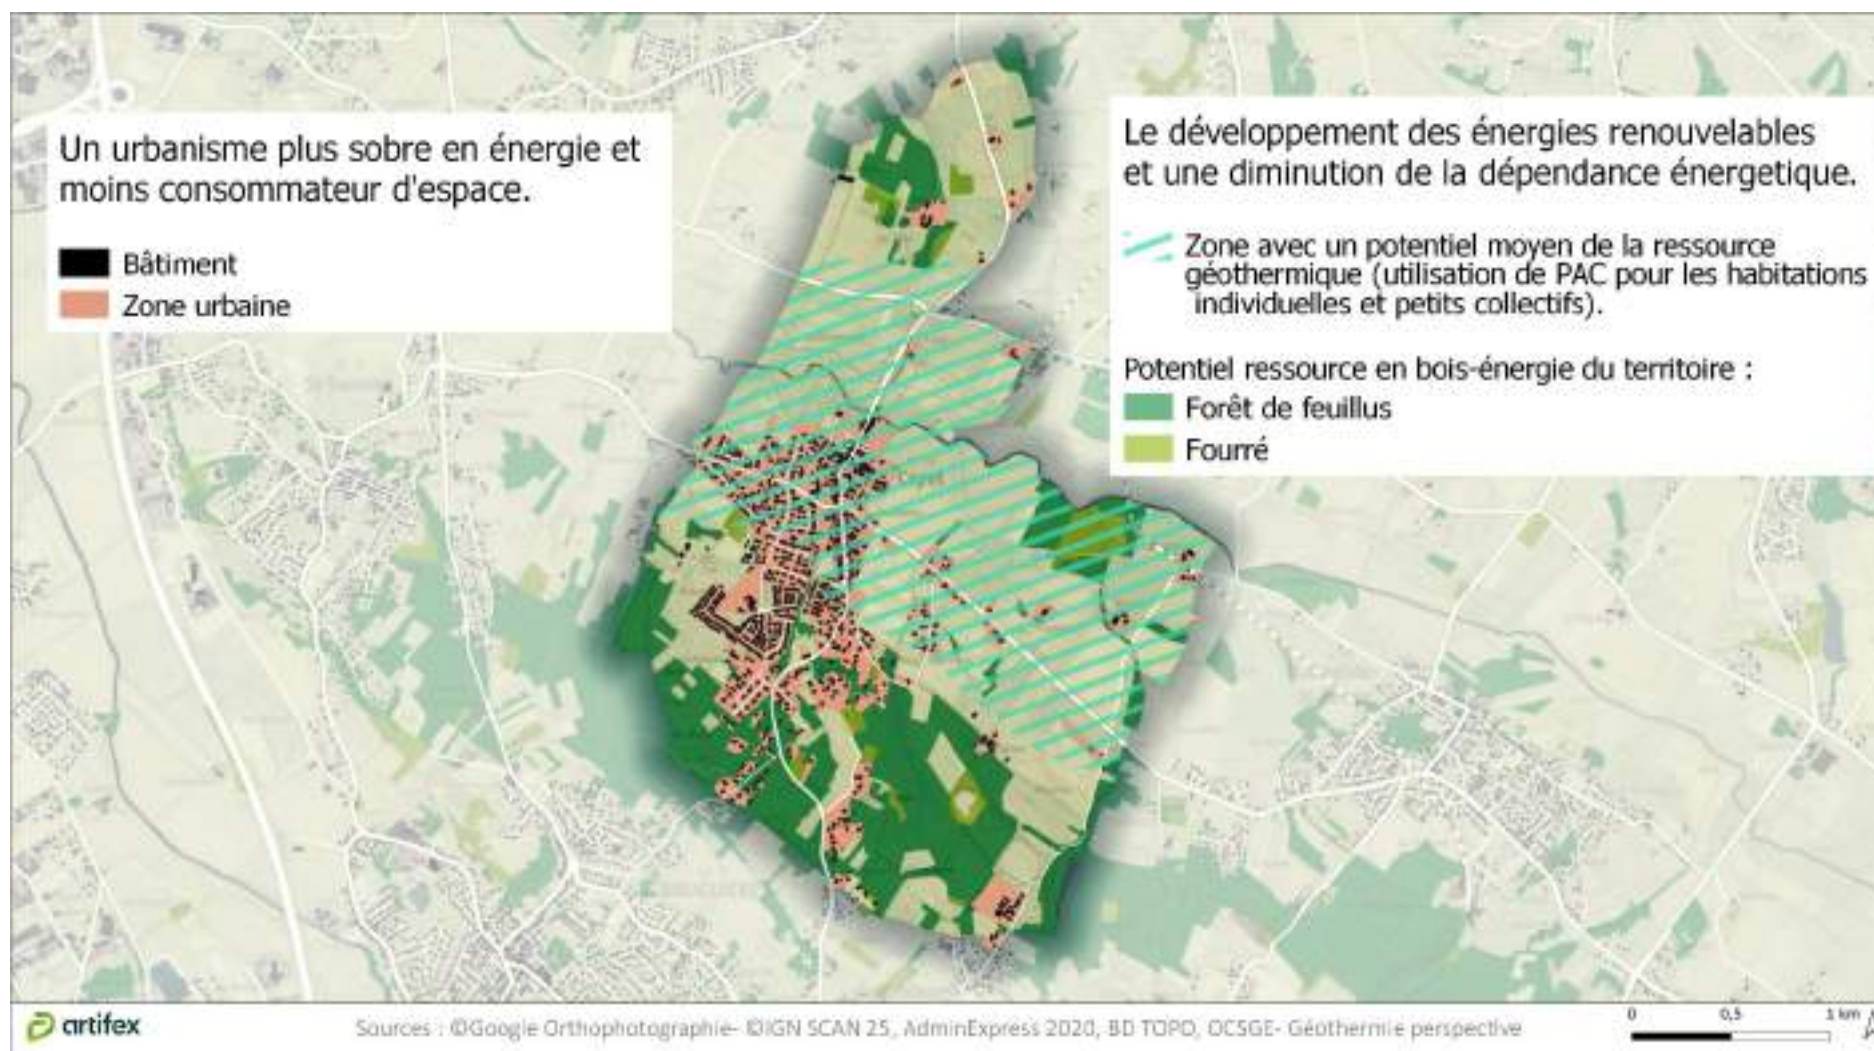 Un urbanisme plus sobre en énergie et
moins consommateur d'espace.
Bâtiment
Zone urbaine
Le développement des énergies renouvelables
et une diminution de la dépendance énergetique.
Zone avec un potentiel moyen de la ressource
géothermique (utilisation de PAC pour les habitations
individuelles et petits collectifs).
Potentiel ressource en bois-énergie du territoire :
Forêt de feuillus
Fourré
artifex
Sources : ©Google Orthophotographie- ©IGN SCAN 25, AdminExpress 2020, BD TOPO, OCSGE- Géothermie perspective
0 0,5 1 km